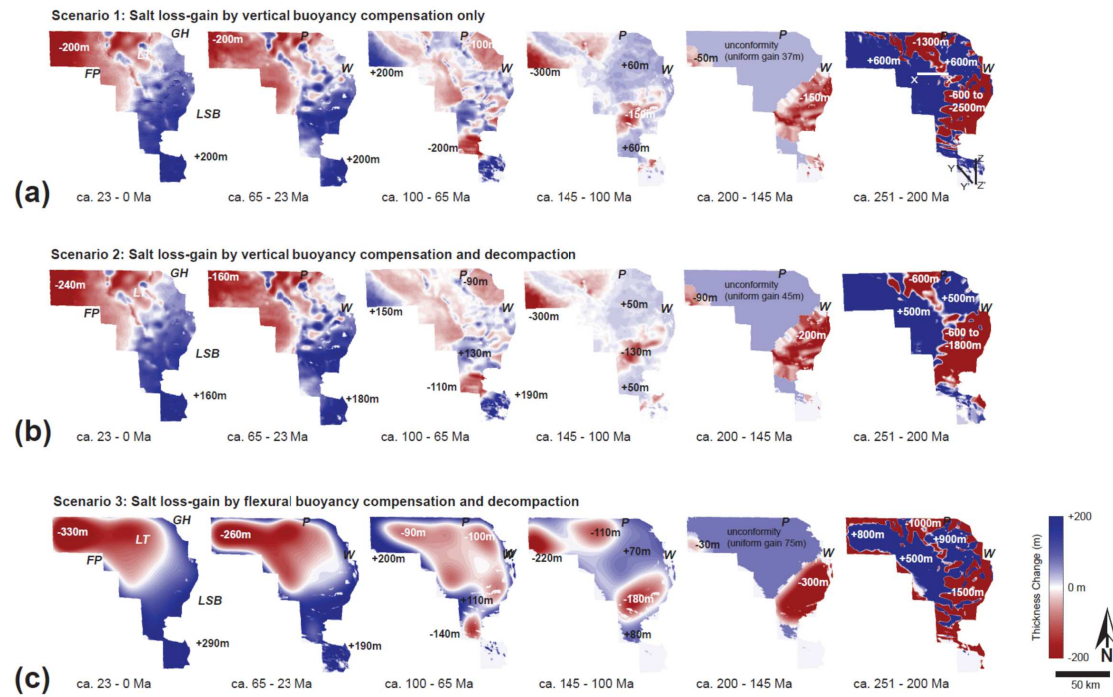 Scenario 1: Salt loss-gain by vertical buoyancy compensation only
(a)
-200m
GH
LT
FP
LSB
+200m
ca. 23 - 0 Ma
-200m
P
W
+200m
ca. 65 - 23 Ma
-100m
P
W
+200m
-200m
ca. 100 - 65 Ma
P
-300m
+60m
-150m
+60m
ca. 145 - 100 Ma
-50m
unconformity
(uniform gain 37m)
W
-150m
ca. 200 - 145 Ma
-1300m
+600m
+600m
W
X
X'
-600 to
-2500m
Z
Y
Y'
Z'
ca. 251 - 200 Ma
Scenario 2: Salt loss-gain by vertical buoyancy compensation and decompaction
(b)
GH
-240m
LT
FP
LSB
+160m
ca. 23 - 0 Ma
-160m
P
W
+180m
ca. 65 - 23 Ma
P
-90m
+150m
W
+130m
-110m
+190m
ca. 100 - 65 Ma
P
-300m
+50m
-130m
+50m
ca. 145 - 100 Ma
-90m
unconformity
(uniform gain 45m)
W
-200m
ca. 200 - 145 Ma
-600m
+500m
+500m
W
-600 to
-1800m
ca. 251 - 200 Ma
Scenario 3: Salt loss-gain by flexural buoyancy compensation and decompaction
(c)
GH
-330m
LT
FP
LSB
+290m
ca. 23 - 0 Ma
P
-260m
W
+190m
ca. 65 - 23 Ma
P
-90m
-100m
W
+200m
+110m
-140m
ca. 100 - 65 Ma
-110m
P
-220m
+70m
W
-180m
+80m
ca. 145 - 100 Ma
unconformity
(uniform gain 75m)
-30m
W
-300m
ca. 200 - 145 Ma
-1000m
+800m
+900m
+500m
W
-1500m
ca. 251 - 200 Ma
Thickness Change (m)
+200
0 m
-200
N
50 km